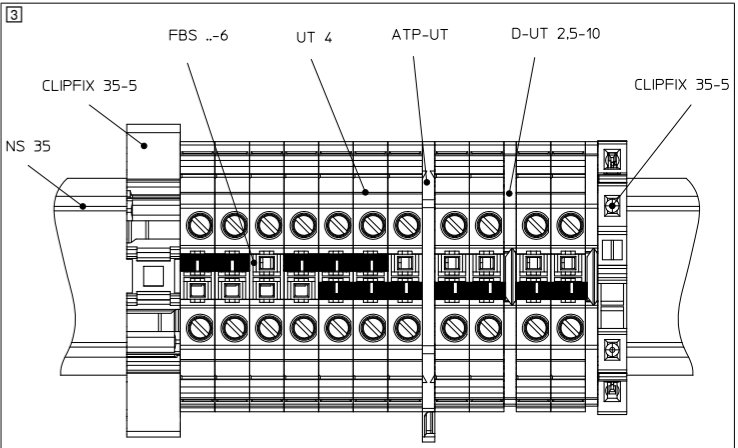 3
FBS ..-6
UT 4
ATP-UT
D-UT 2,5-10
CLIPFIX 35-5
CLIPFIX 35-5
NS 35